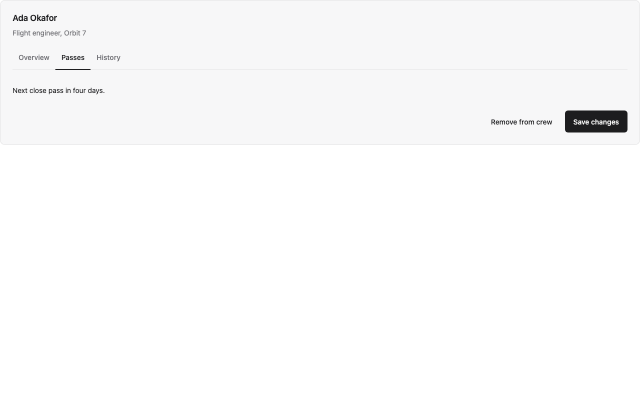 Ada Okafor
Flight engineer, Orbit 7
Overview Passes History
Next close pass in four days.
Remove from crew Save changes